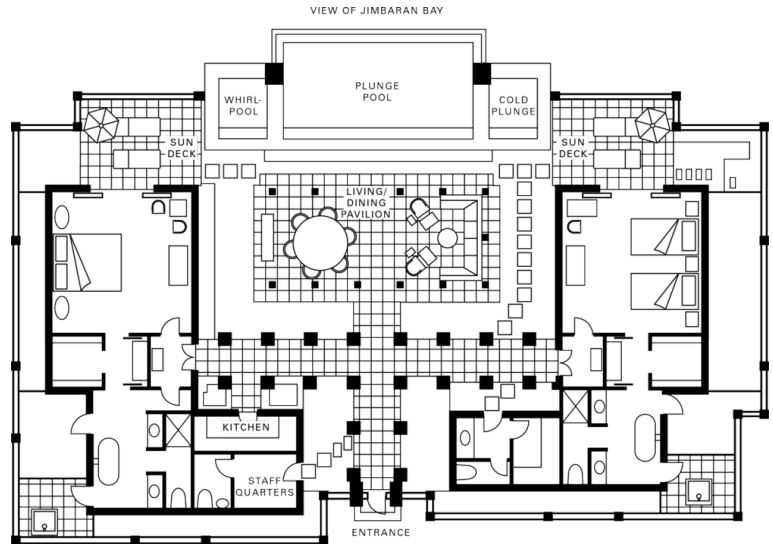 VIEW OF JIMBARAN BAY
PLUNGE
POOL
WHIRL-
POOL
COLD
PLUNGE
SUN
DECK
SUN
DECK
LIVING/
DINING
PAVILION
KITCHEN
STAFF
QUARTERS
ENTRANCE